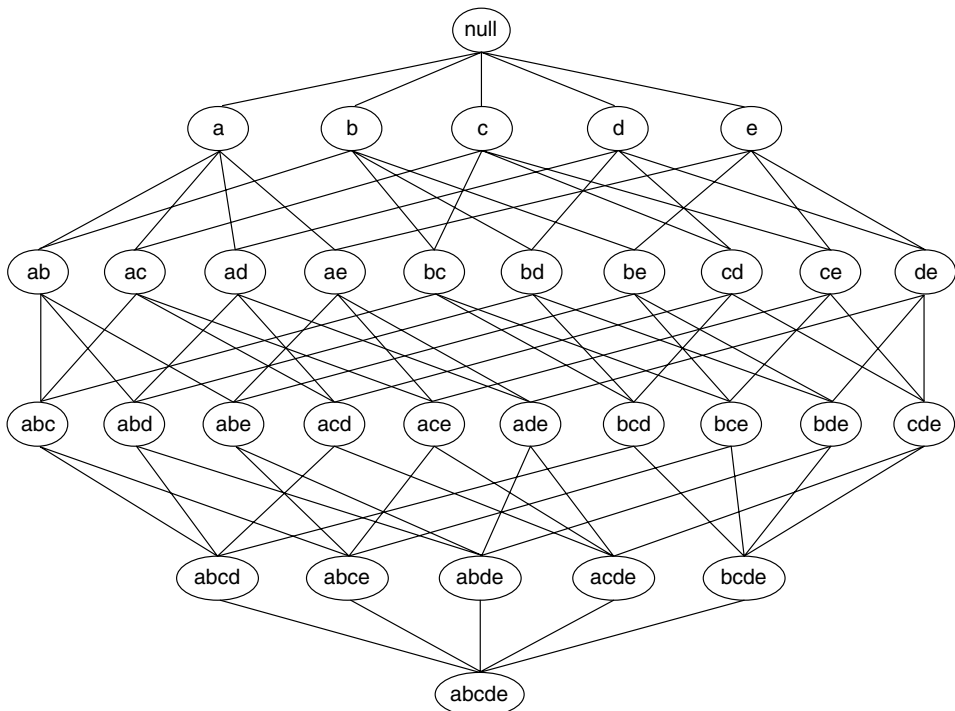 null
a b c d e
ab ac ad ae bc bd be cd ce de
abc abd abe acd ace ade bcd bce bde cde
abcd abce abde acde bcde
abcde